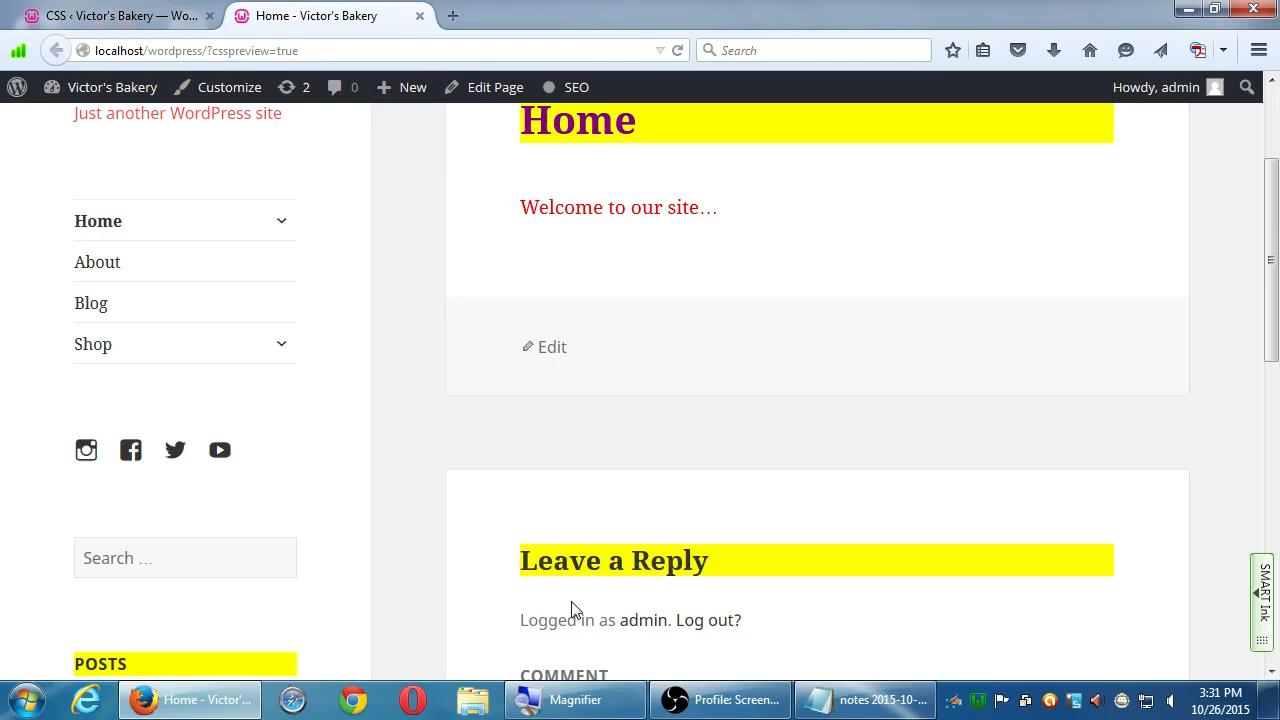 CSS ‹ Victor's Bakery — Wo...
Home - Victor's Bakery
localhost/wordpress/?csspreview=true
Search
Victor's Bakery
Customize
2
0
New
Edit Page
SEO
Howdy, admin
Just another WordPress site
Home
About
Blog
Shop
Search …
POSTS
Home
Welcome to our site…
Edit
Leave a Reply
Logged in as admin. Log out?
COMMENT
SMART Ink
Home - Victor'...
Magnifier
Profile: Screen...
notes 2015-10-...
3:31 PM
10/26/2015